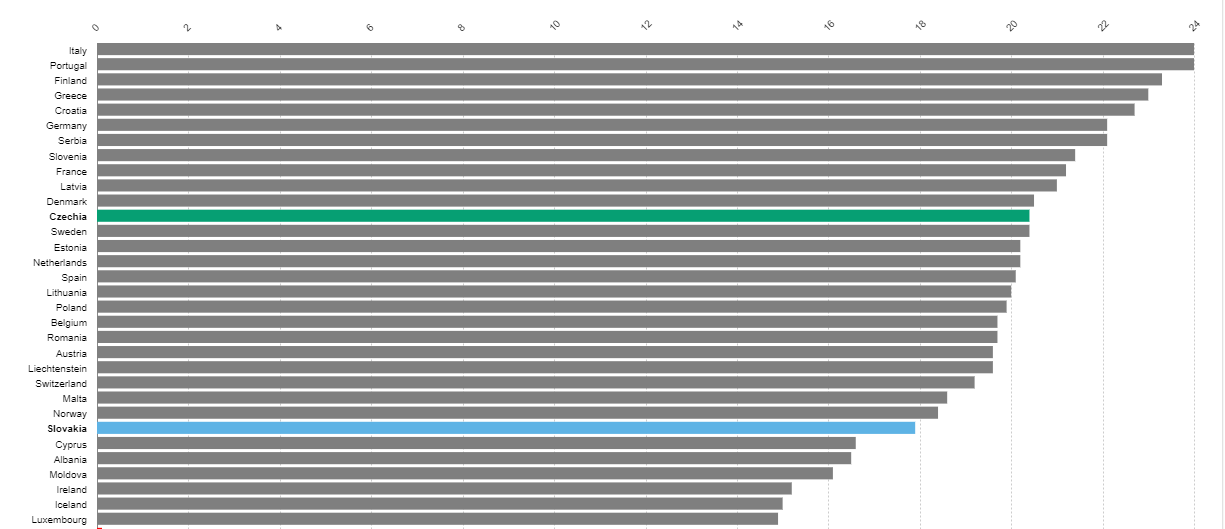 0 2 4 6 8 10 12 14 16 18 20 22 24
Italy
Portugal
Finland
Greece
Croatia
Germany
Serbia
Slovenia
France
Latvia
Denmark
Czechia
Sweden
Estonia
Netherlands
Spain
Lithuania
Poland
Belgium
Romania
Austria
Liechtenstein
Switzerland
Malta
Norway
Slovakia
Cyprus
Albania
Moldova
Ireland
Iceland
Luxembourg